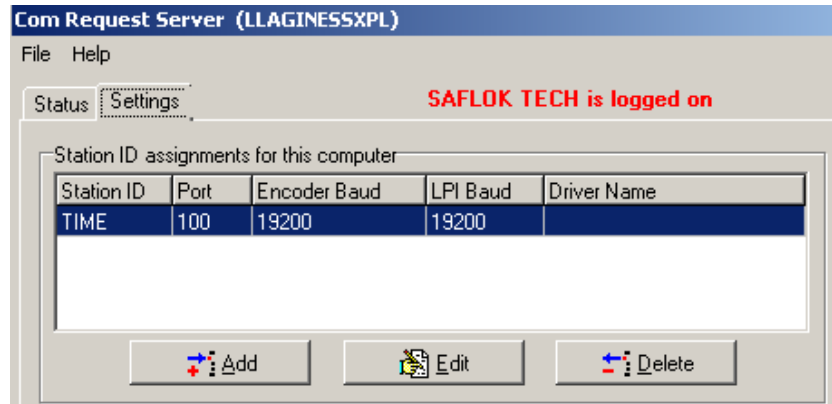 Com Request Server (LLAGINESSXPL)
File Help
Status Settings SAFLOK TECH is logged on
Station ID assignments for this computer
Station ID Port Encoder Baud LPI Baud Driver Name
TIME 100 19200 19200
Add Edit Delete